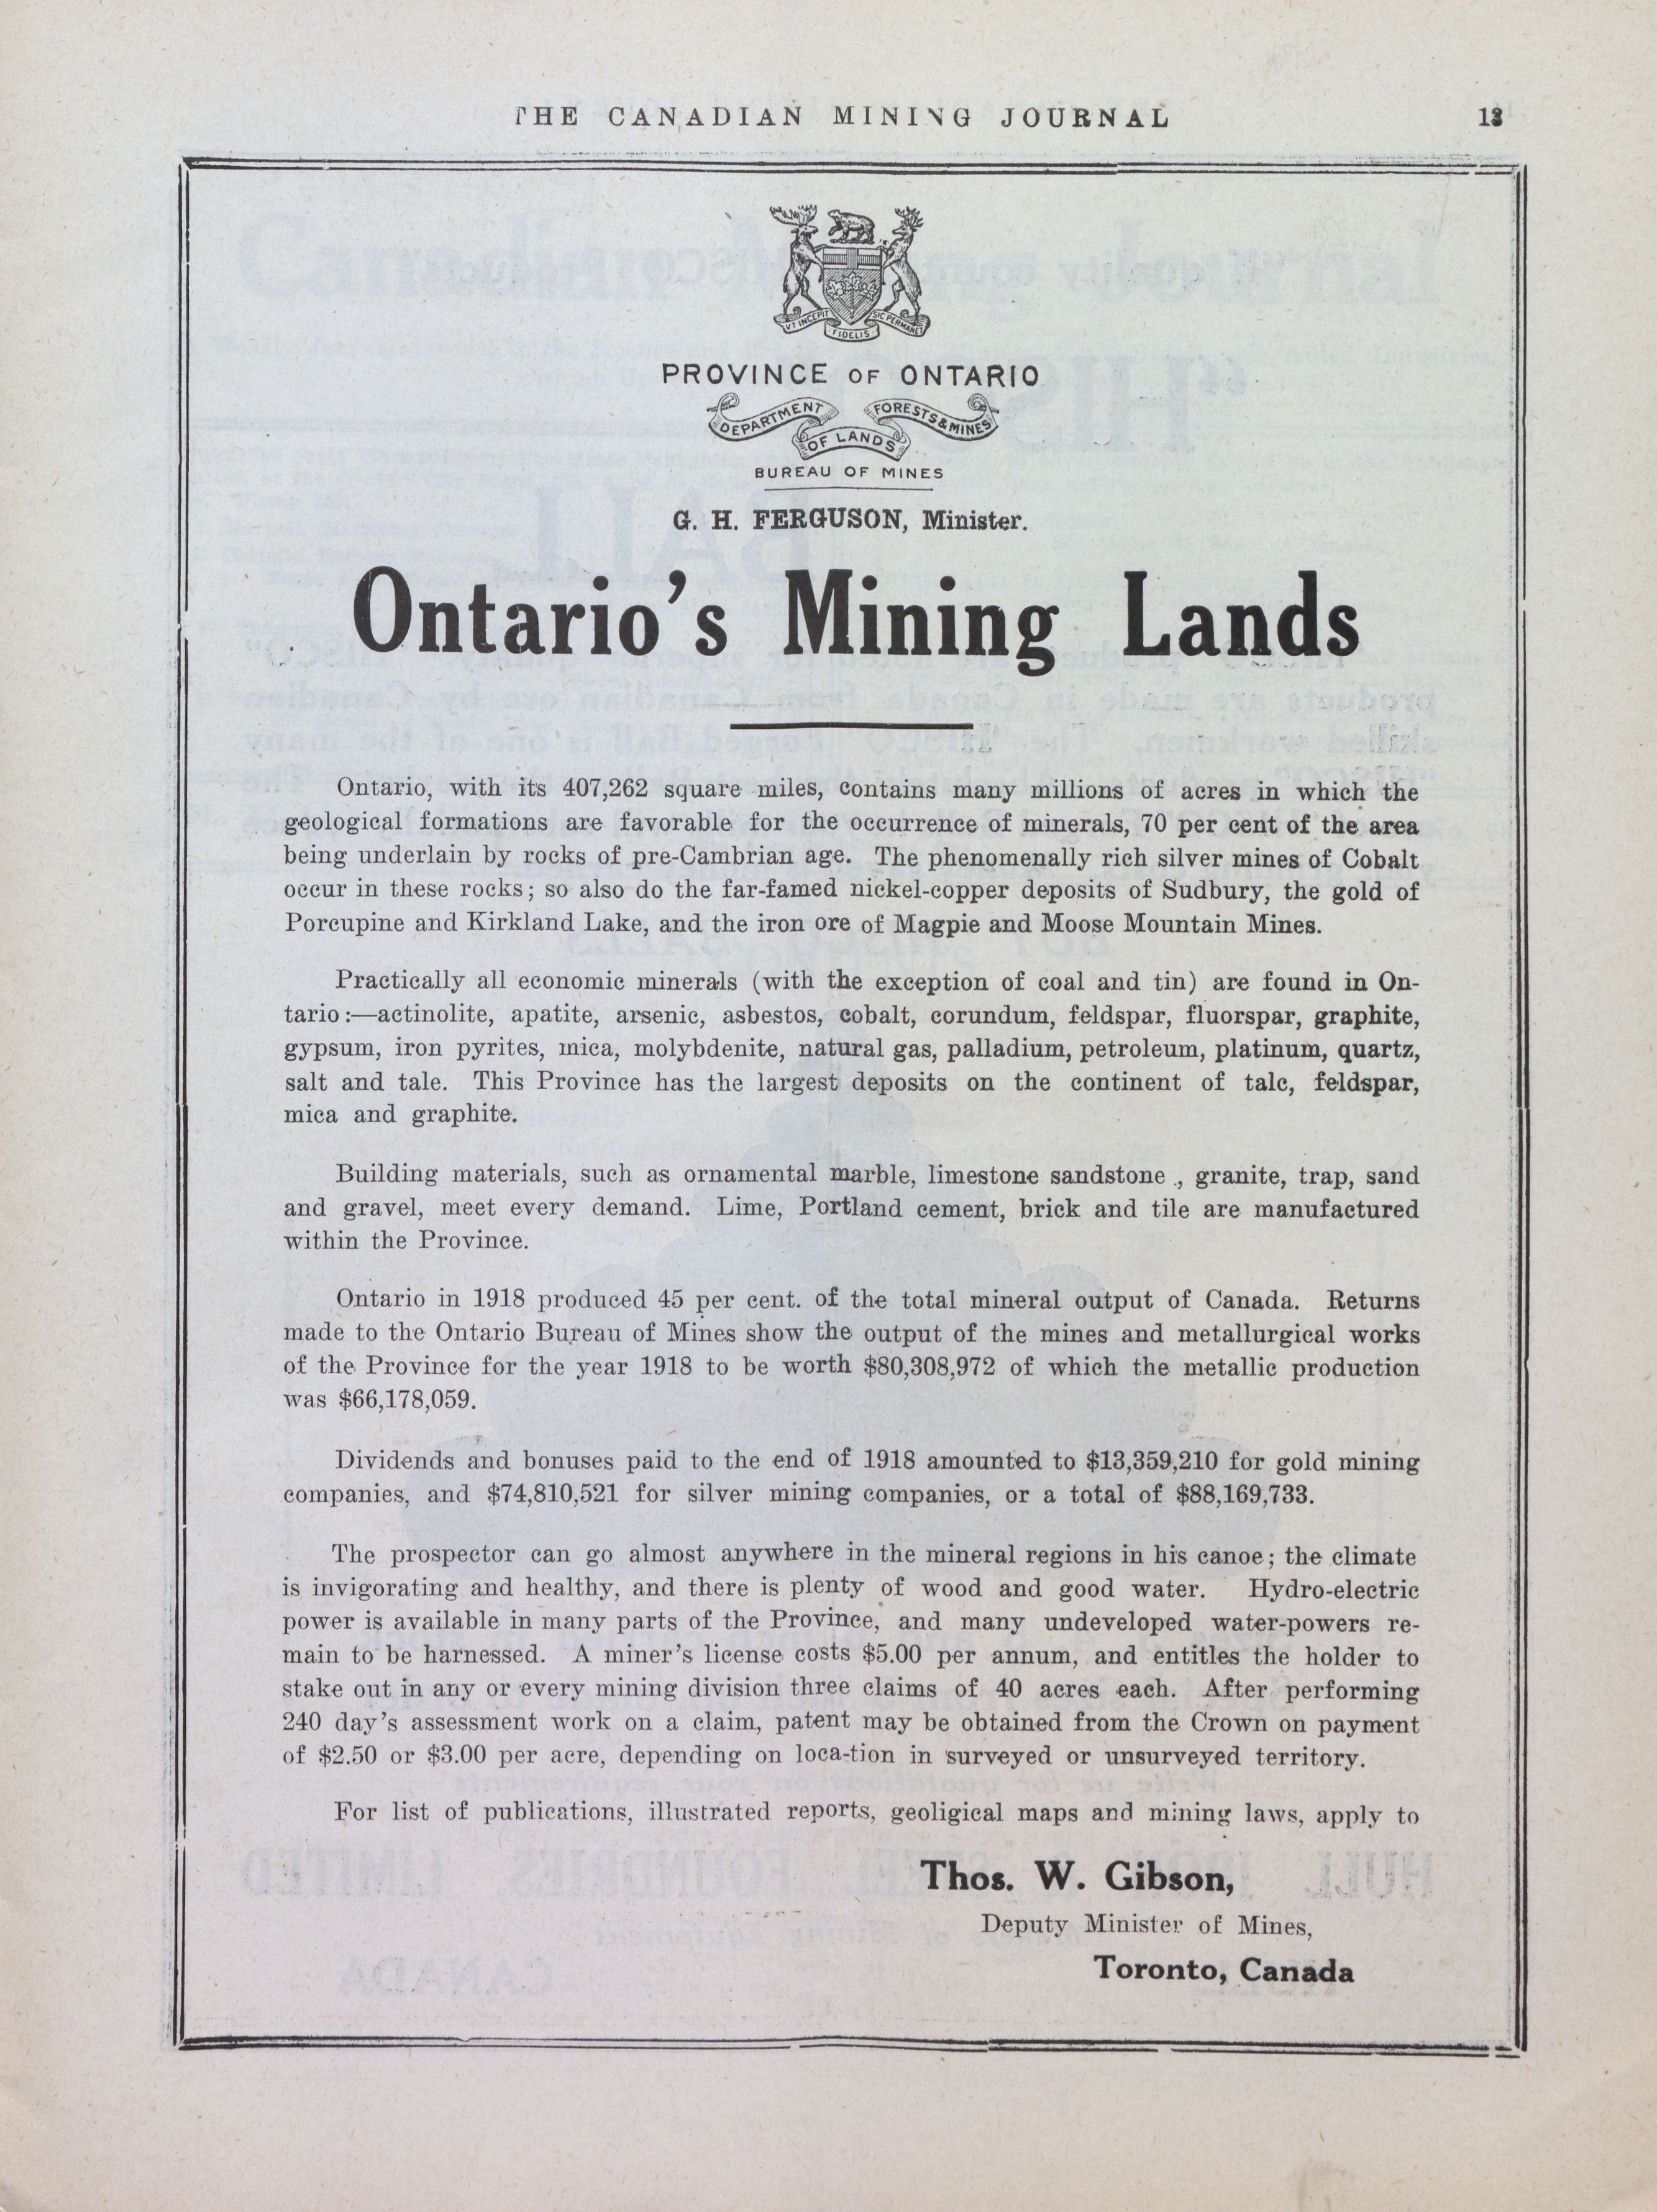 THE CANADIAN MINING JOURNAL 13
VT INCEPIT
FIDELIS
SIC PERMANET
PROVINCE OF ONTARIO
DEPARTMENT
OF LANDS
FORESTS & MINES
BUREAU OF MINES
G. H. FERGUSON, Minister.
Ontario's Mining Lands
Ontario, with its 407,262 square miles, contains many millions of acres in which the
geological formations are favorable for the occurrence of minerals, 70 per cent of the area
being underlain by rocks of pre-Cambrian age. The phenomenally rich silver mines of Cobalt
occur in these rocks; so also do the far-famed nickel-copper deposits of Sudbury, the gold of
Porcupine and Kirkland Lake, and the iron ore of Magpie and Moose Mountain Mines.
Practically all economic minerals (with the exception of coal and tin) are found in On-
tario:—actinolite, apatite, arsenic, asbestos, cobalt, corundum, feldspar, fluorspar, graphite,
gypsum, iron pyrites, mica, molybdenite, natural gas, palladium, petroleum, platinum, quartz,
salt and tale. This Province has the largest deposits on the continent of talc, feldspar,
mica and graphite.
Building materials, such as ornamental marble, limestone sandstone ., granite, trap, sand
and gravel, meet every demand. Lime, Portland cement, brick and tile are manufactured
within the Province.
Ontario in 1918 produced 45 per cent. of the total mineral output of Canada. Returns
made to the Ontario Bureau of Mines show the output of the mines and metallurgical works
of the Province for the year 1918 to be worth $80,308,972 of which the metallic production
was $66,178,059.
Dividends and bonuses paid to the end of 1918 amounted to $13,359,210 for gold mining
companies, and $74,810,521 for silver mining companies, or a total of $88,169,733.
The prospector can go almost anywhere in the mineral regions in his canoe; the climate
is invigorating and healthy, and there is plenty of wood and good water. Hydro-electric
power is available in many parts of the Province, and many undeveloped water-powers re-
main to be harnessed. A miner's license costs $5.00 per annum, and entitles the holder to
stake out in any or every mining division three claims of 40 acres each. After performing
240 day's assessment work on a claim, patent may be obtained from the Crown on payment
of $2.50 or $3.00 per acre, depending on loca-tion in surveyed or unsurveyed territory.
For list of publications, illustrated reports, geoligical maps and mining laws, apply to
Thos. W. Gibson,
Deputy Minister of Mines,
Toronto, Canada